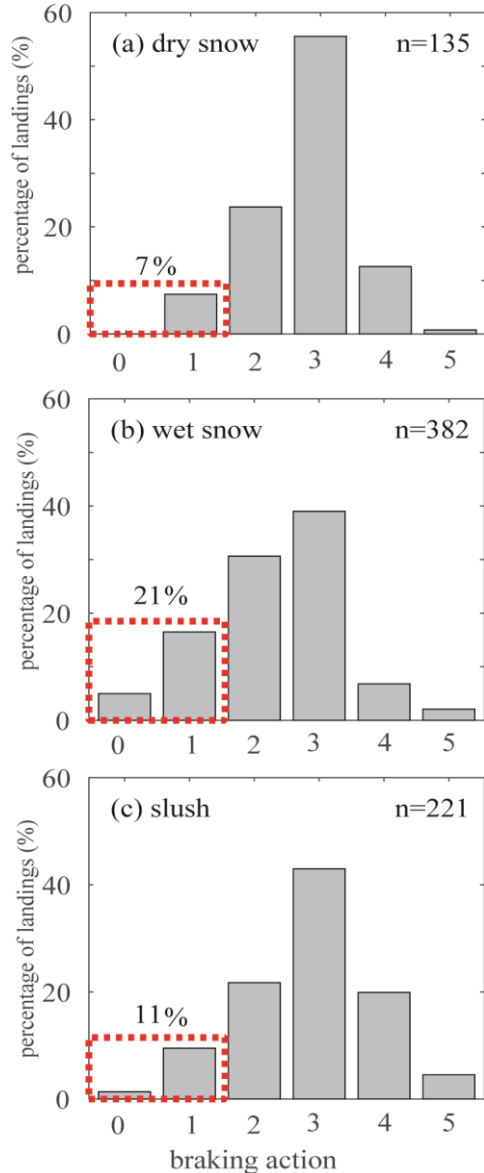 60
(a) dry snow n=135
40
percentage of landings (%)
20
7%
0
0 1 2 3 4 5
60
(b) wet snow n=382
40
percentage of landings (%)
20
21%
0
0 1 2 3 4 5
60
(c) slush n=221
40
percentage of landings (%)
20
11%
0
0 1 2 3 4 5
braking action